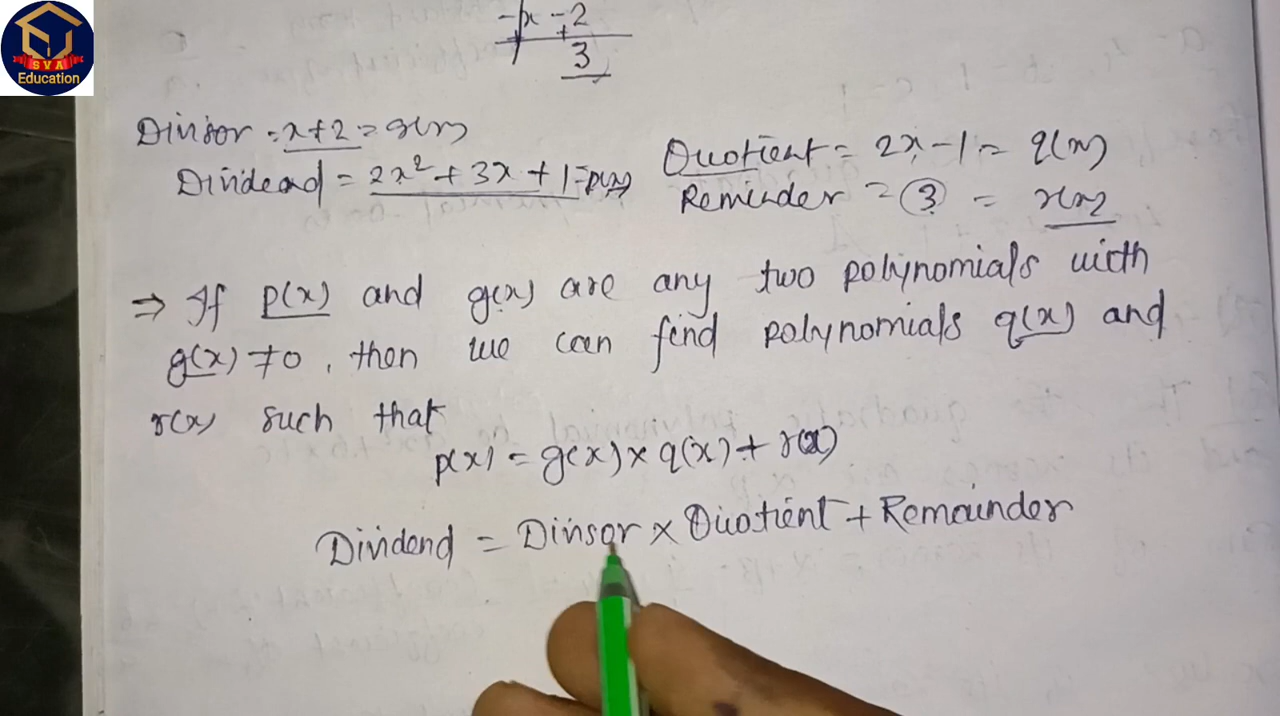 SVA
Education
-x - 2
+ +
3
Divisor = x+2 = g(x)
Dividend = 2x² + 3x + 1 = p(x)
Quotient = 2x - 1 = q(x)
Reminder = 3 = r(x)
⇒ If p(x) and g(x) are any two polynomials with
g(x) ≠ 0, then we can find polynomials q(x) and
r(x) such that
p(x) = g(x) × q(x) + r(x)
Dividend = Divisor × Quotient + Remainder